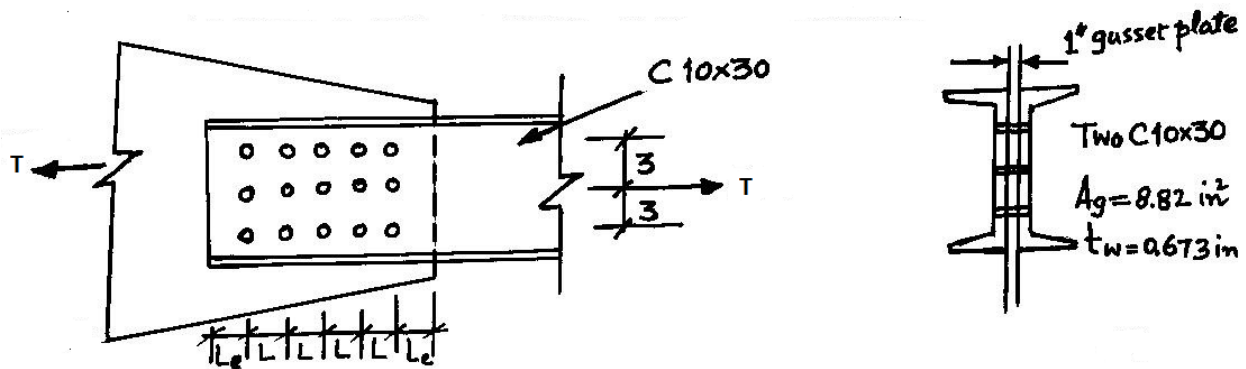 1" gusset plate
C 10x30
T
3
3
T
Two C10x30
Ag=8.82 in²
tw=0.673 in
Le L L L L Le